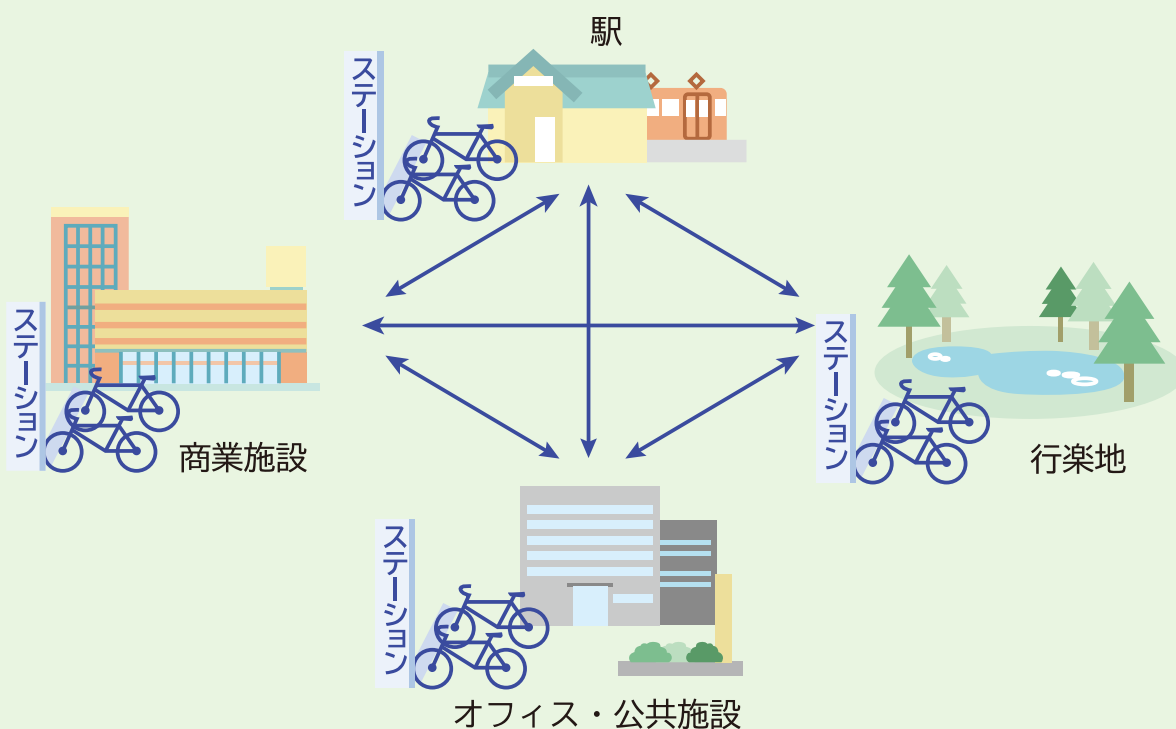 駅
ステーション
ステーション
商業施設
ステーション
行楽地
ステーション
オフィス・公共施設